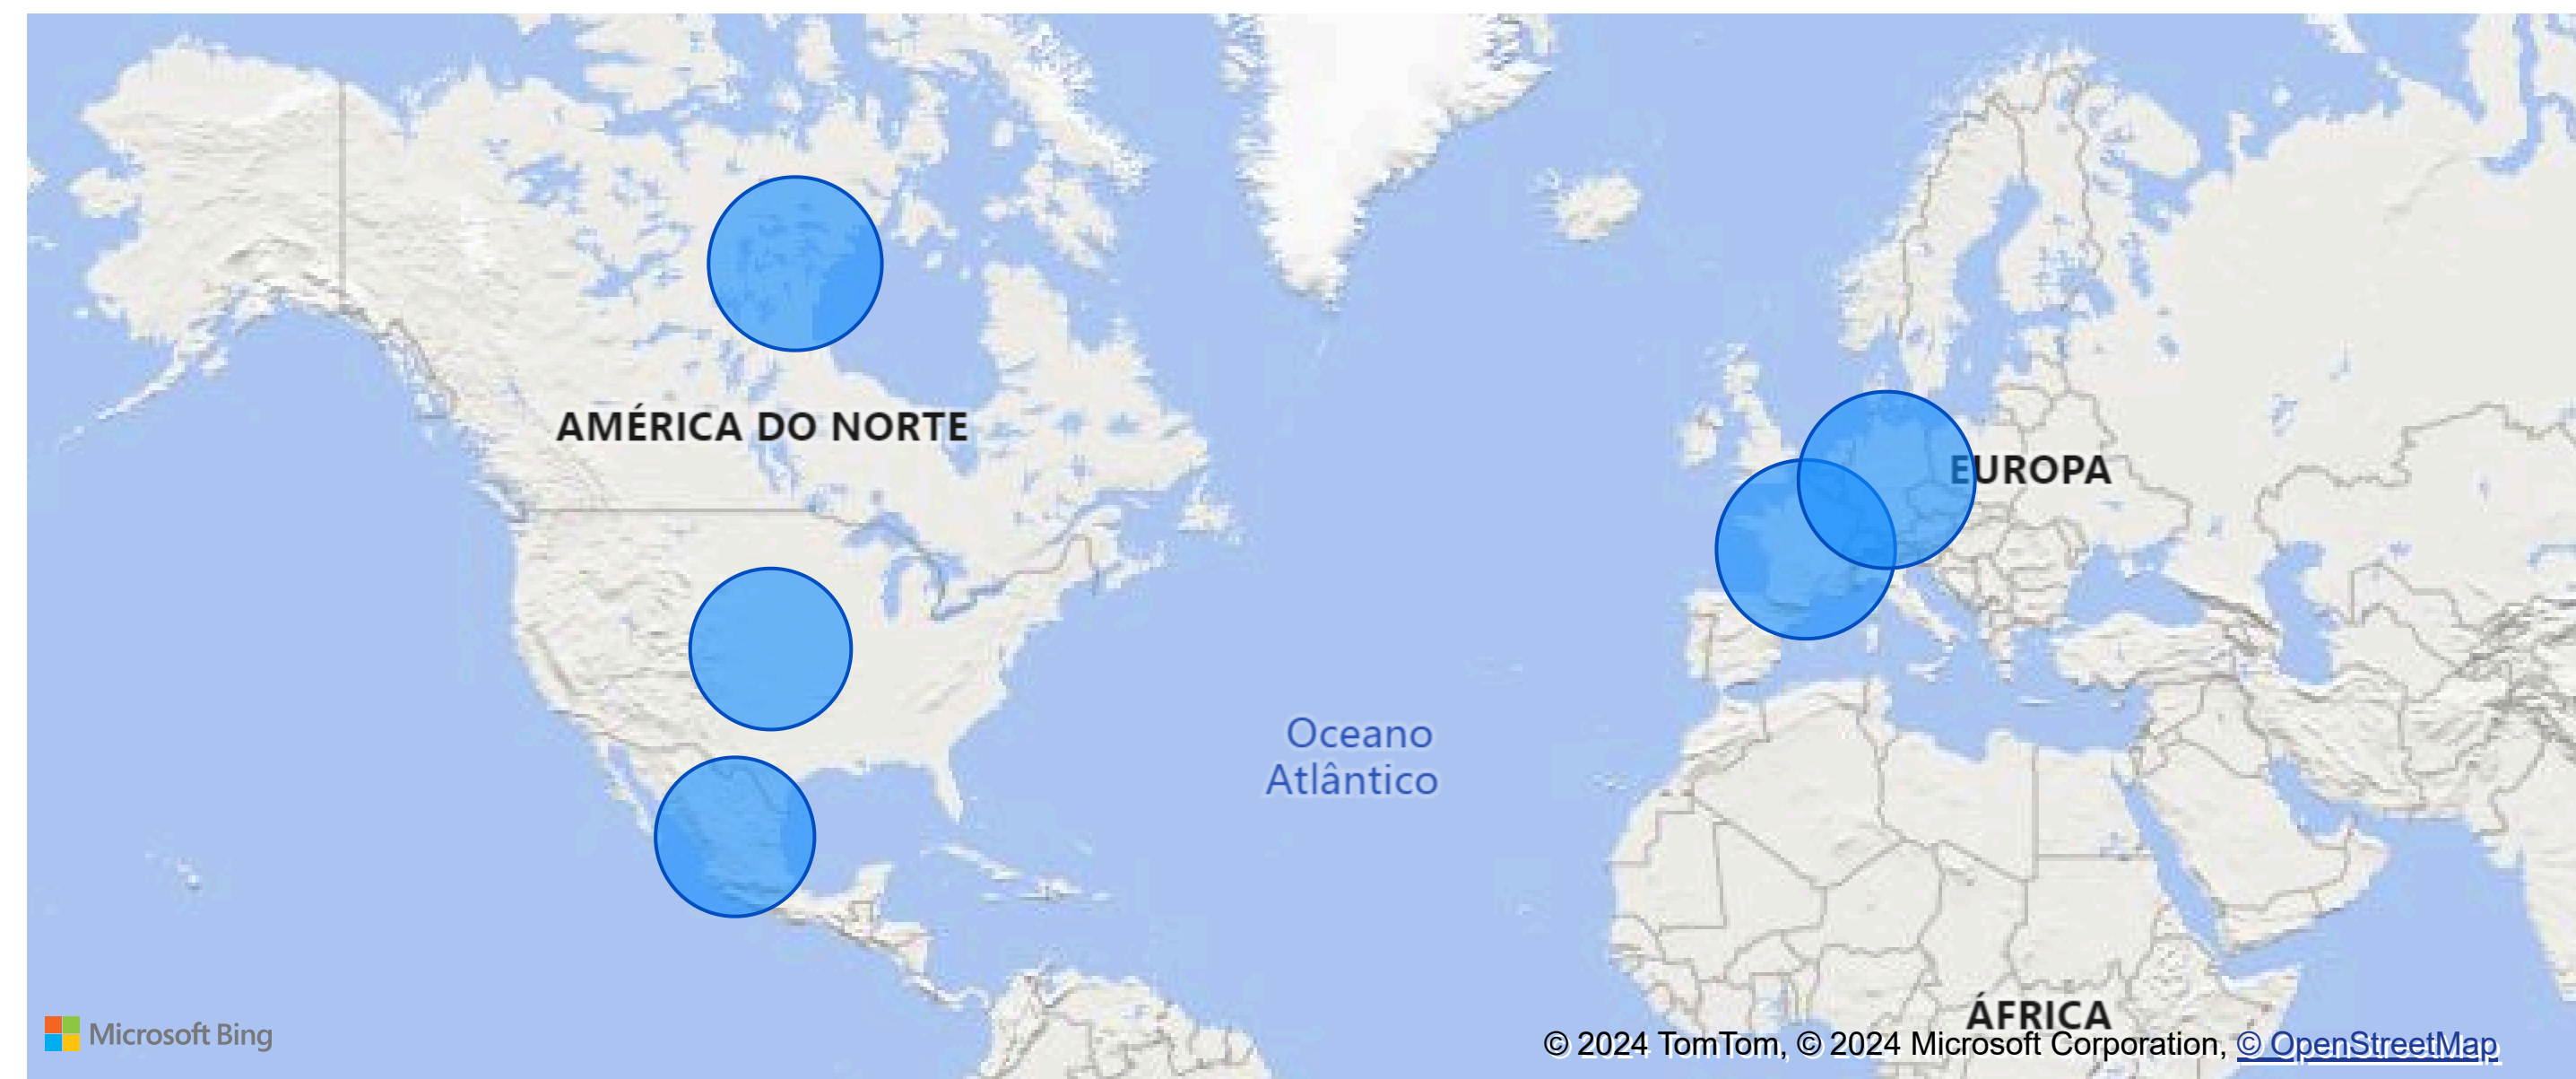 AMÉRICA DO NORTE
EUROPA
Oceano
Atlântico
ÁFRICA
Microsoft Bing
© 2024 TomTom, © 2024 Microsoft Corporation, © OpenStreetMap